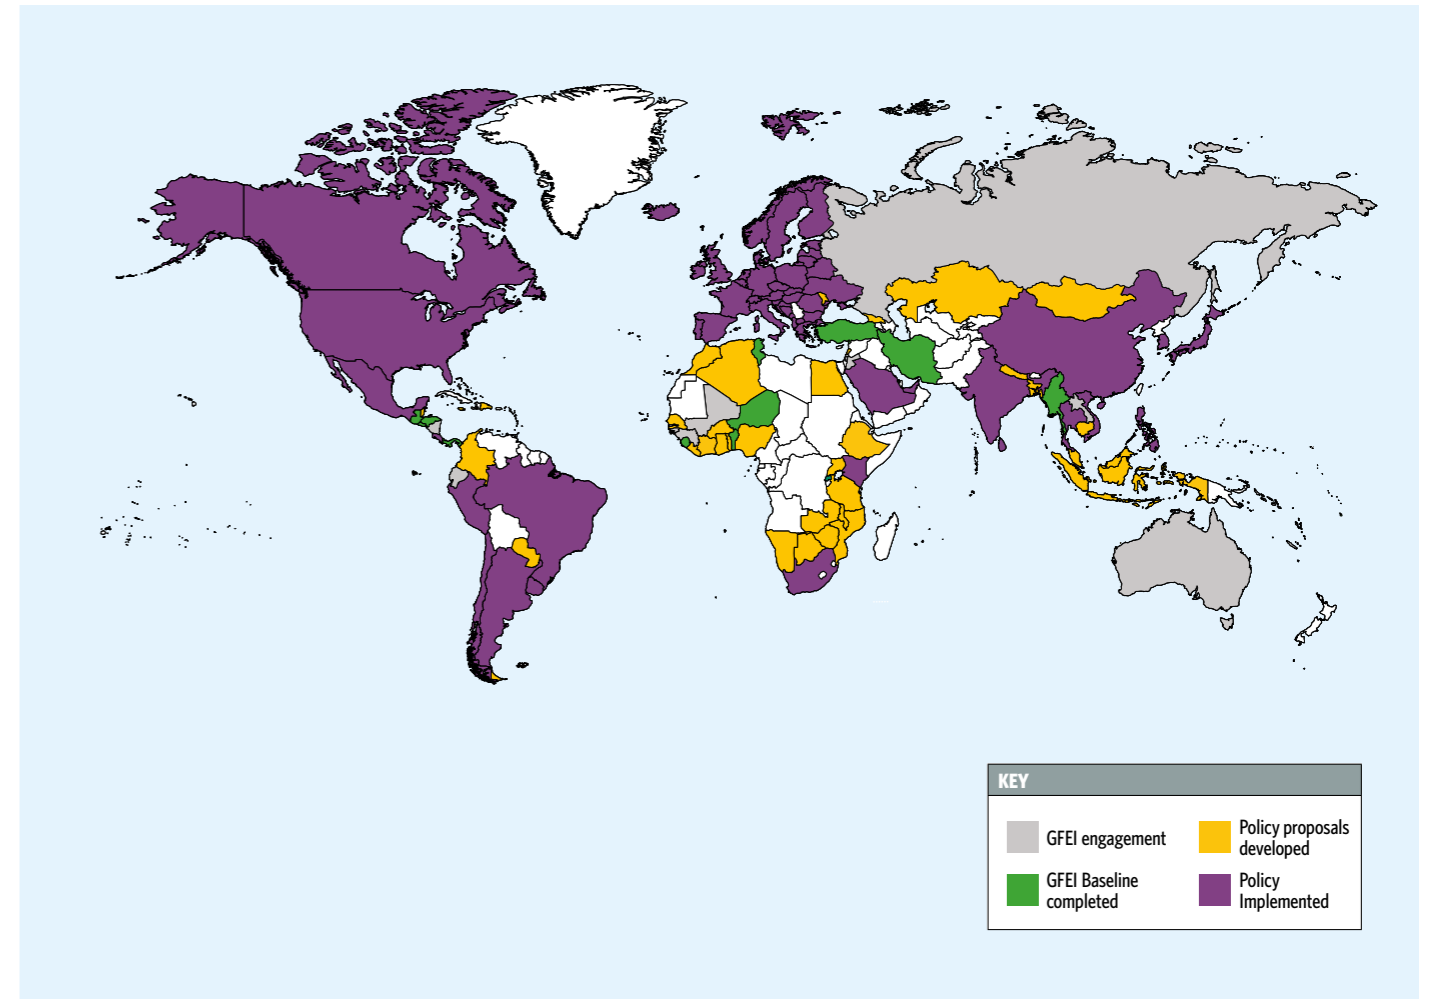 KEY
GFEI engagement
GFEI Baseline
completed
Policy proposals
developed
Policy
Implemented